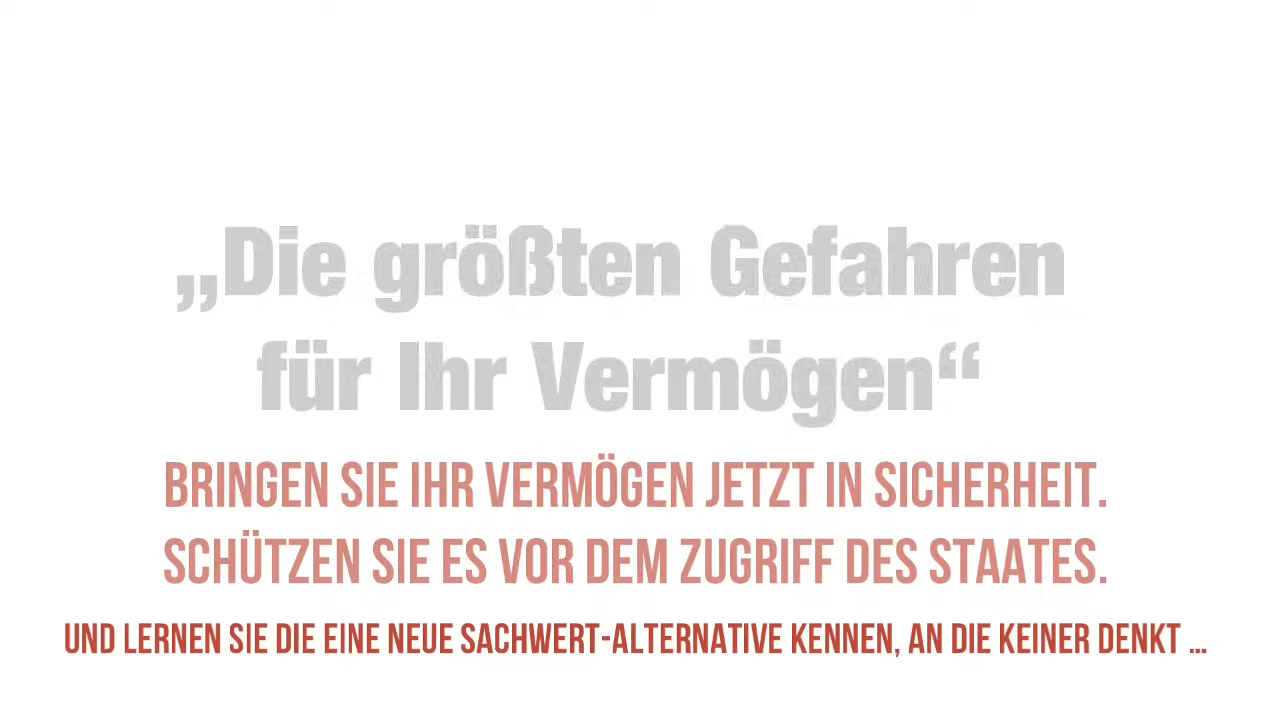 „Die größten Gefahren
für Ihr Vermögen“
BRINGEN SIE IHR VERMÖGEN JETZT IN SICHERHEIT.
SCHÜTZEN SIE ES VOR DEM ZUGRIFF DES STAATES.
UND LERNEN SIE DIE EINE NEUE SACHWERT-ALTERNATIVE KENNEN, AN DIE KEINER DENKT ...